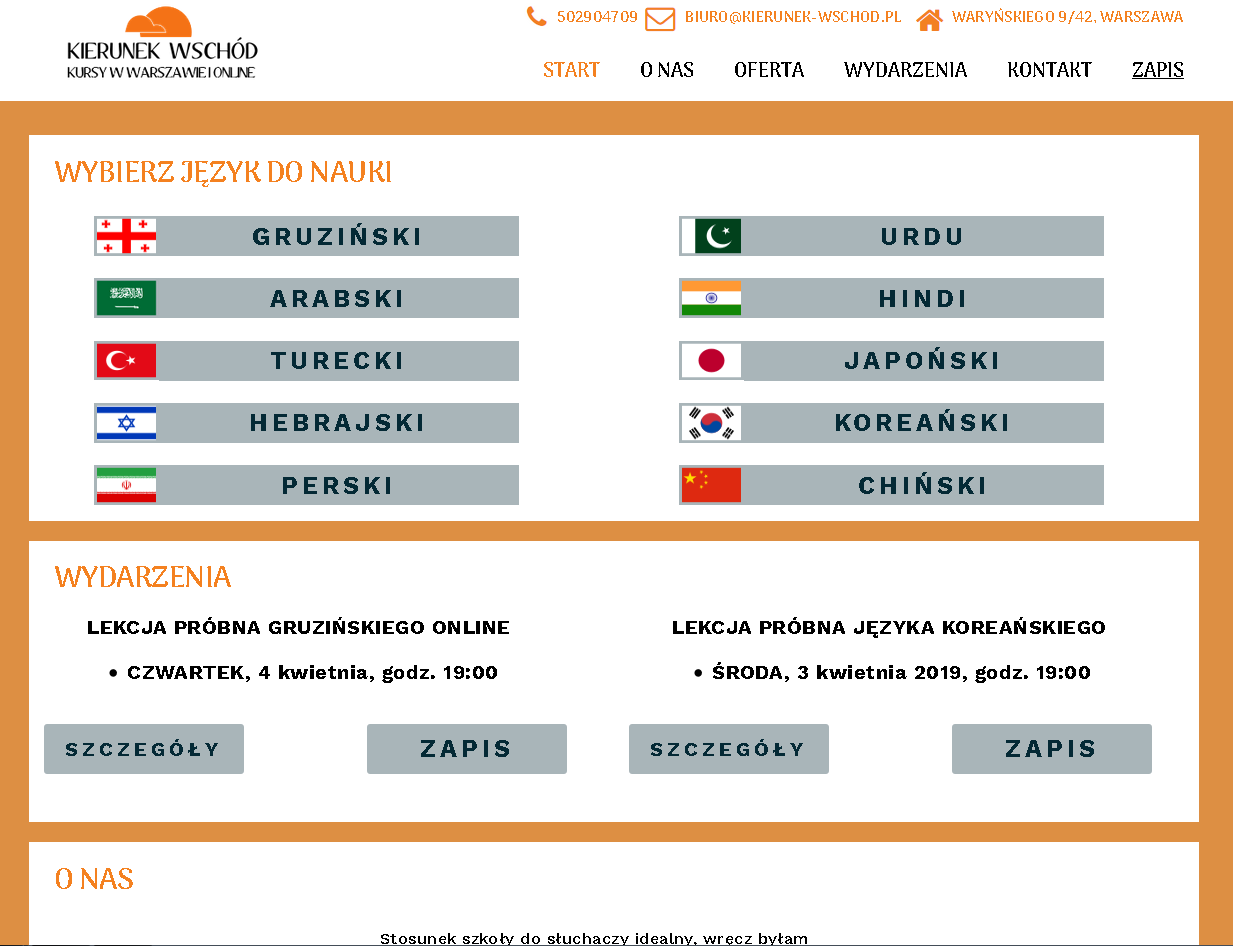 KIERUNEK WSCHÓD
KURSY W WARSZAWIE I ONLINE
502904709 BIURO@KIERUNEK-WSCHOD.PL WARYŃSKIEGO 9/42, WARSZAWA
START O NAS OFERTA WYDARZENIA KONTAKT ZAPIS
WYBIERZ JĘZYK DO NAUKI
GRUZIŃSKI
ARABSKI
TURECKI
HEBRAJSKI
PERSKI
URDU
HINDI
JAPOŃSKI
KOREAŃSKI
CHIŃSKI
WYDARZENIA
LEKCJA PRÓBNA GRUZIŃSKIEGO ONLINE
• CZWARTEK, 4 kwietnia, godz. 19:00
SZCZEGÓŁY ZAPIS
LEKCJA PRÓBNA JĘZYKA KOREAŃSKIEGO
• ŚRODA, 3 kwietnia 2019, godz. 19:00
SZCZEGÓŁY ZAPIS
O NAS
Stosunek szkoły do słuchaczy idealny, wręcz byłam